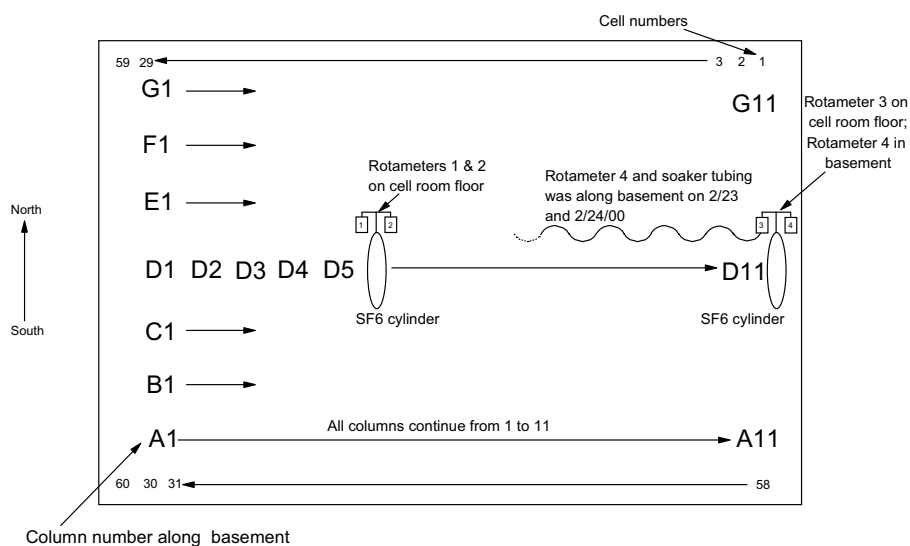 Cell numbers
59 29
3 2 1
G1
G11
Rotameter 3 on
cell room floor;
Rotameter 4 in
basement
F1
Rotameters 1 & 2
on cell room floor
Rotameter 4 and soaker tubing
was along basement on 2/23
and 2/24/00
E1
North
South
1 2
3 4
D1 D2 D3 D4 D5
D11
SF6 cylinder
SF6 cylinder
C1
B1
A1
All columns continue from 1 to 11
A11
60 30 31
58
Column number along basement